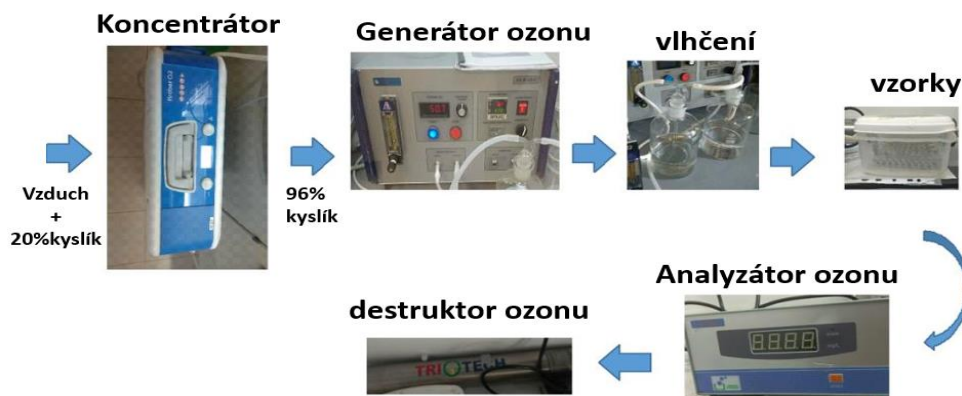 Koncentrátor
Generátor ozonu
vlhčení
vzorky
Vzduch
+
20%kyslík
96%
kyslík
Analyzátor ozonu
destruktor ozonu
TRIOTECH